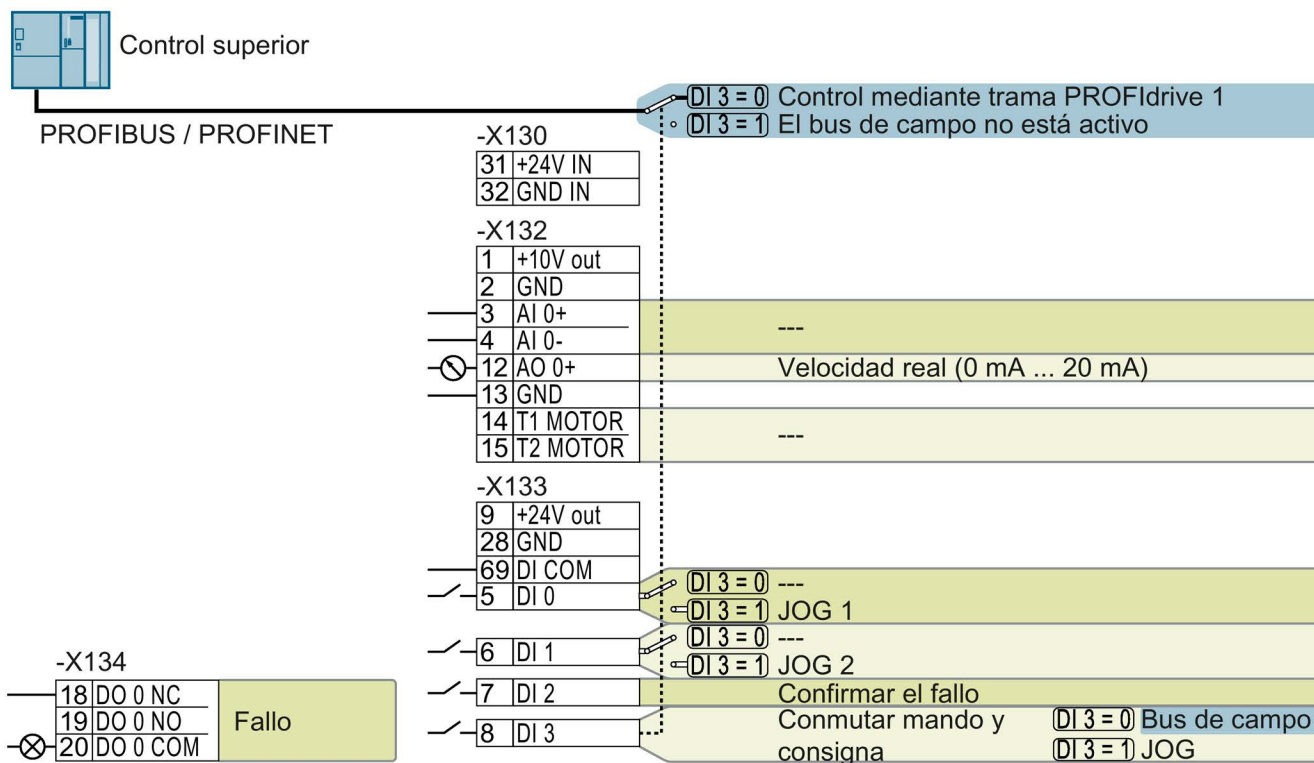 Control superior
DI 3 = 0 Control mediante trama PROFIdrive 1
DI 3 = 1 El bus de campo no está activo
PROFIBUS / PROFINET
-X130
31 +24V IN
32 GND IN
-X132
1 +10V out
2 GND
3 AI 0+
---
4 AI 0-
12 AO 0+ Velocidad real (0 mA ... 20 mA)
13 GND
14 T1 MOTOR
---
15 T2 MOTOR
-X133
9 +24V out
28 GND
69 DI COM
5 DI 0
DI 3 = 0 ---
DI 3 = 1 JOG 1
6 DI 1
DI 3 = 0 ---
DI 3 = 1 JOG 2
7 DI 2 Confirmar el fallo
8 DI 3
Conmutar mando y consigna
DI 3 = 0 Bus de campo
DI 3 = 1 JOG
-X134
18 DO 0 NC
19 DO 0 NO
20 DO 0 COM
Fallo